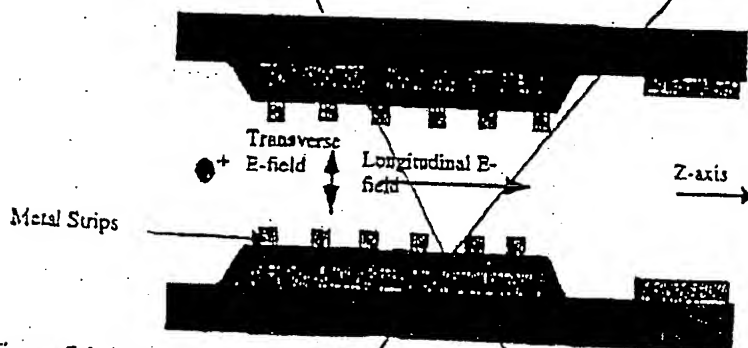 Transverse
E-field
Longitudinal E-
field
Z-axis
+
Metal Strips